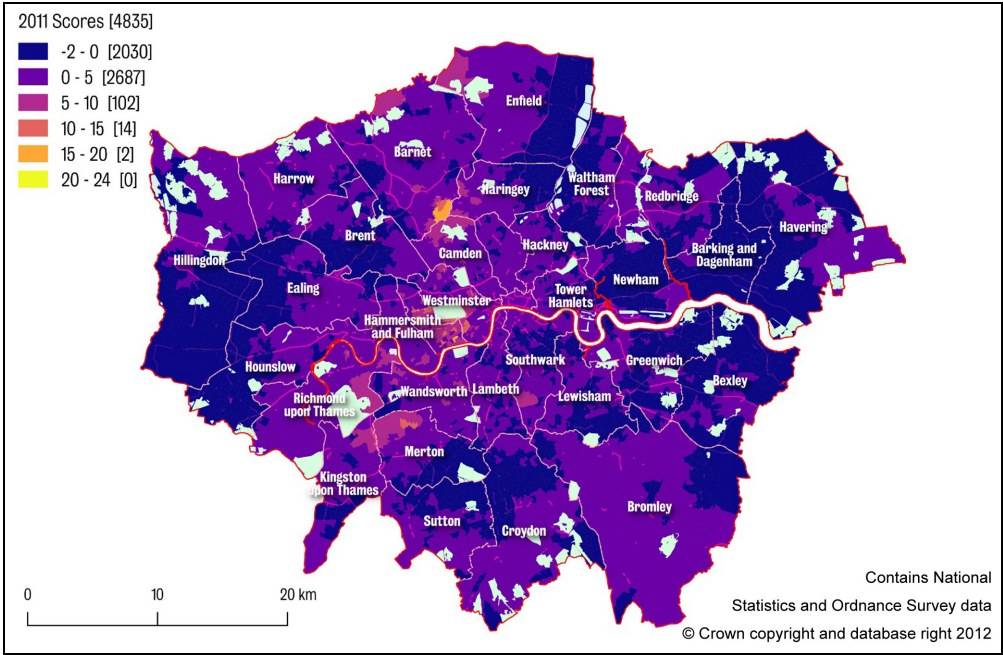 2011 Scores [4835]
-2 - 0 [2030]
0 - 5 [2687]
5 - 10 [102]
10 - 15 [14]
15 - 20 [2]
20 - 24 [0]
Enfield
Barnet
Harrow
Haringey
Waltham
Forest
Redbridge
Havering
Brent
Hackney
Camden
Barking and
Dagenham
Hillingdon
Newham
Ealing
Tower
Hamlets
Westminster
Hammersmith
and Fulham
Southwark
Greenwich
Hounslow
Bexley
Wandsworth
Lambeth
Lewisham
Richmond
upon Thames
Merton
Kingston
upon Thames
Bromley
Sutton
Croydon
0
10
20 km
Contains National
Statistics and Ordnance Survey data
© Crown copyright and database right 2012